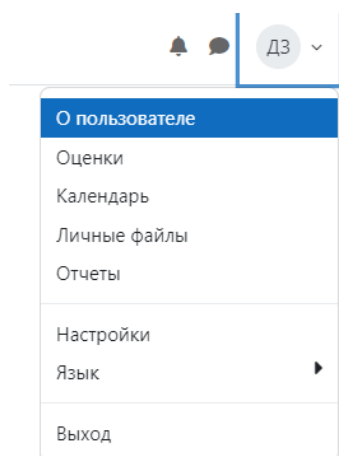 ДЗ
О пользователе
Оценки
Календарь
Личные файлы
Отчеты
Настройки
Язык
Выход